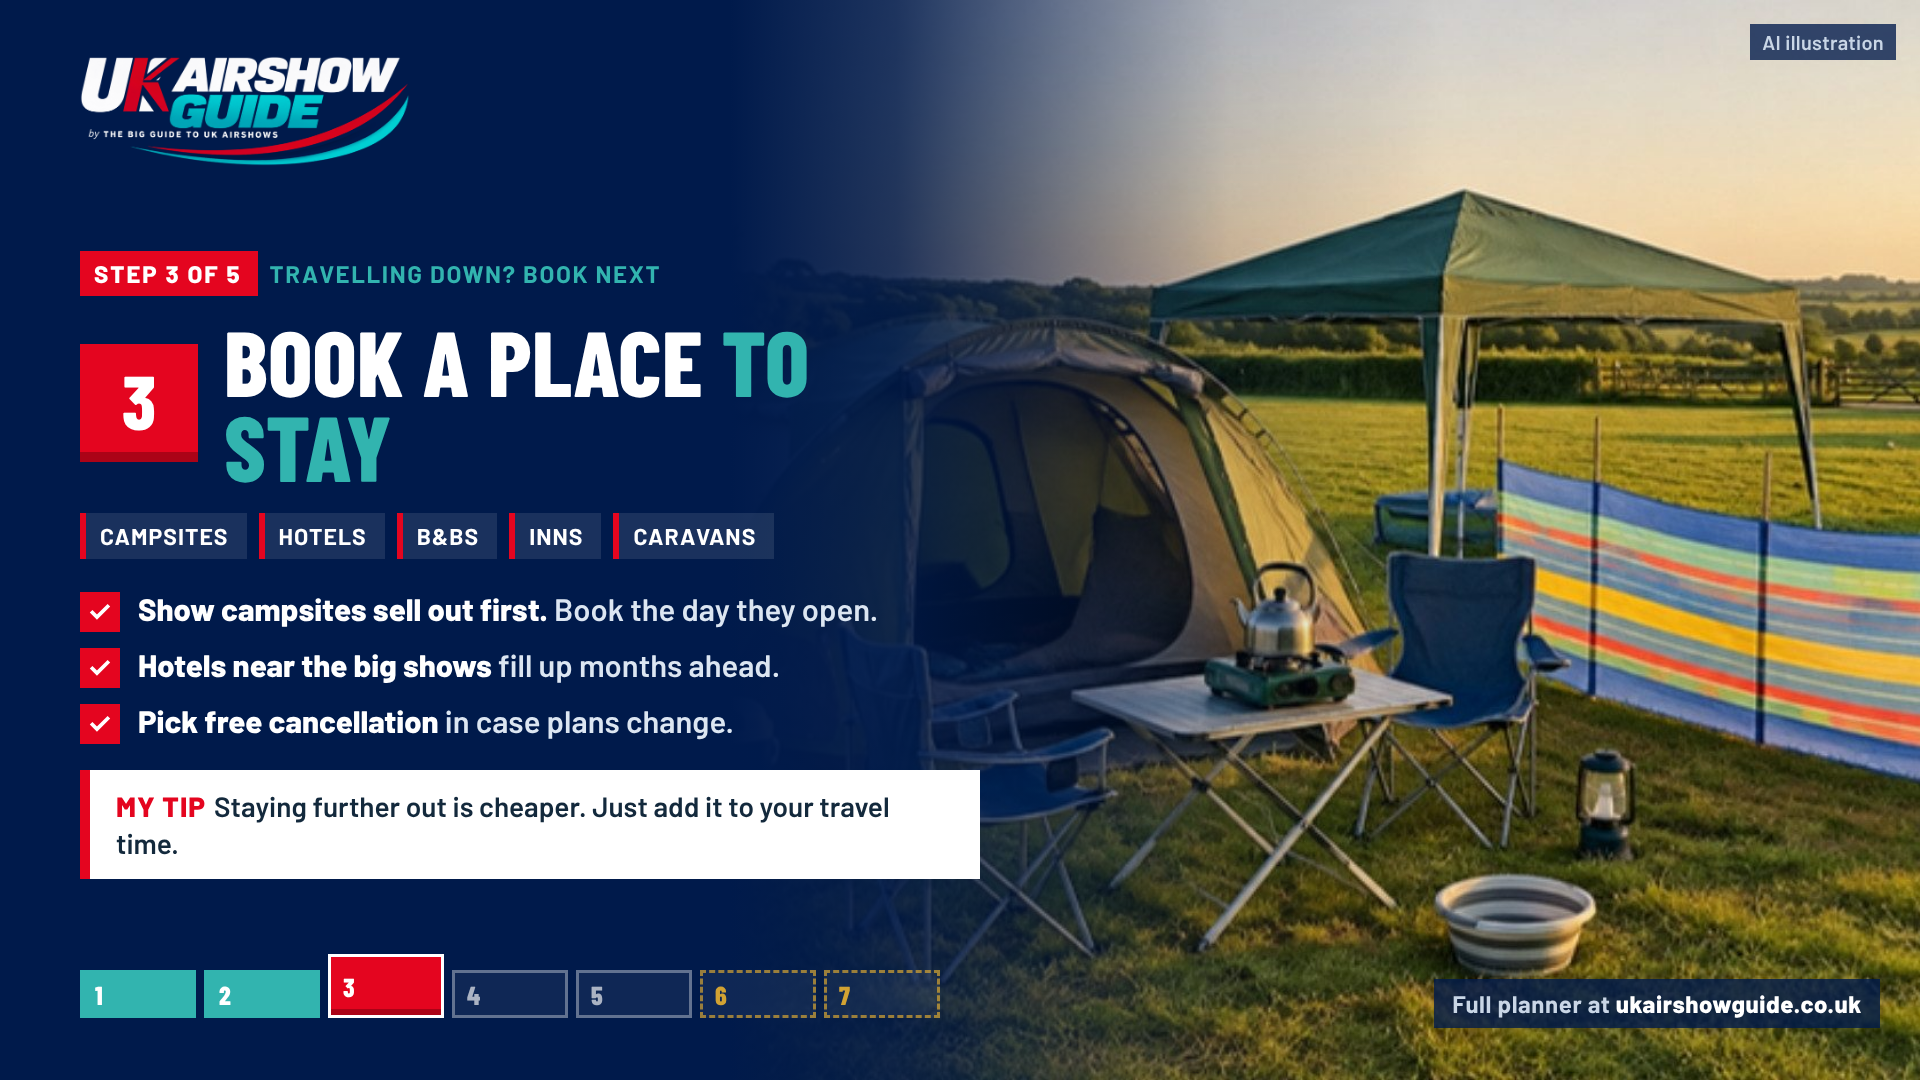 UK AIRSHOW
GUIDE
by THE BIG GUIDE TO UK AIRSHOWS
AI illustration
STEP 3 OF 5 TRAVELLING DOWN? BOOK NEXT
3
BOOK A PLACE TO
STAY
CAMPSITES HOTELS B&BS INNS CARAVANS
Show campsites sell out first. Book the day they open.
Hotels near the big shows fill up months ahead.
Pick free cancellation in case plans change.
MY TIP Staying further out is cheaper. Just add it to your travel
time.
1 2 3 4 5 6 7
Full planner at ukairshowguide.co.uk